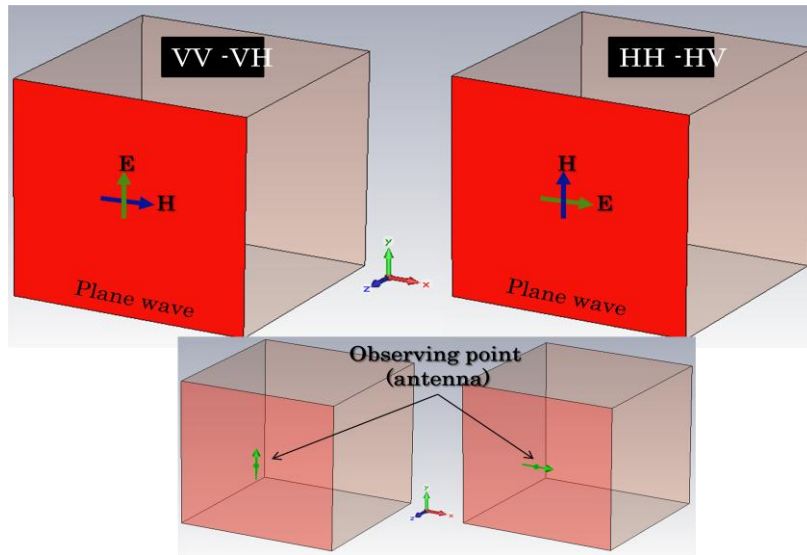 VV -VH
HH -HV
E
H
Plane wave
y
x
z
H
E
Plane wave
Observing point
(antenna)
y
x
z